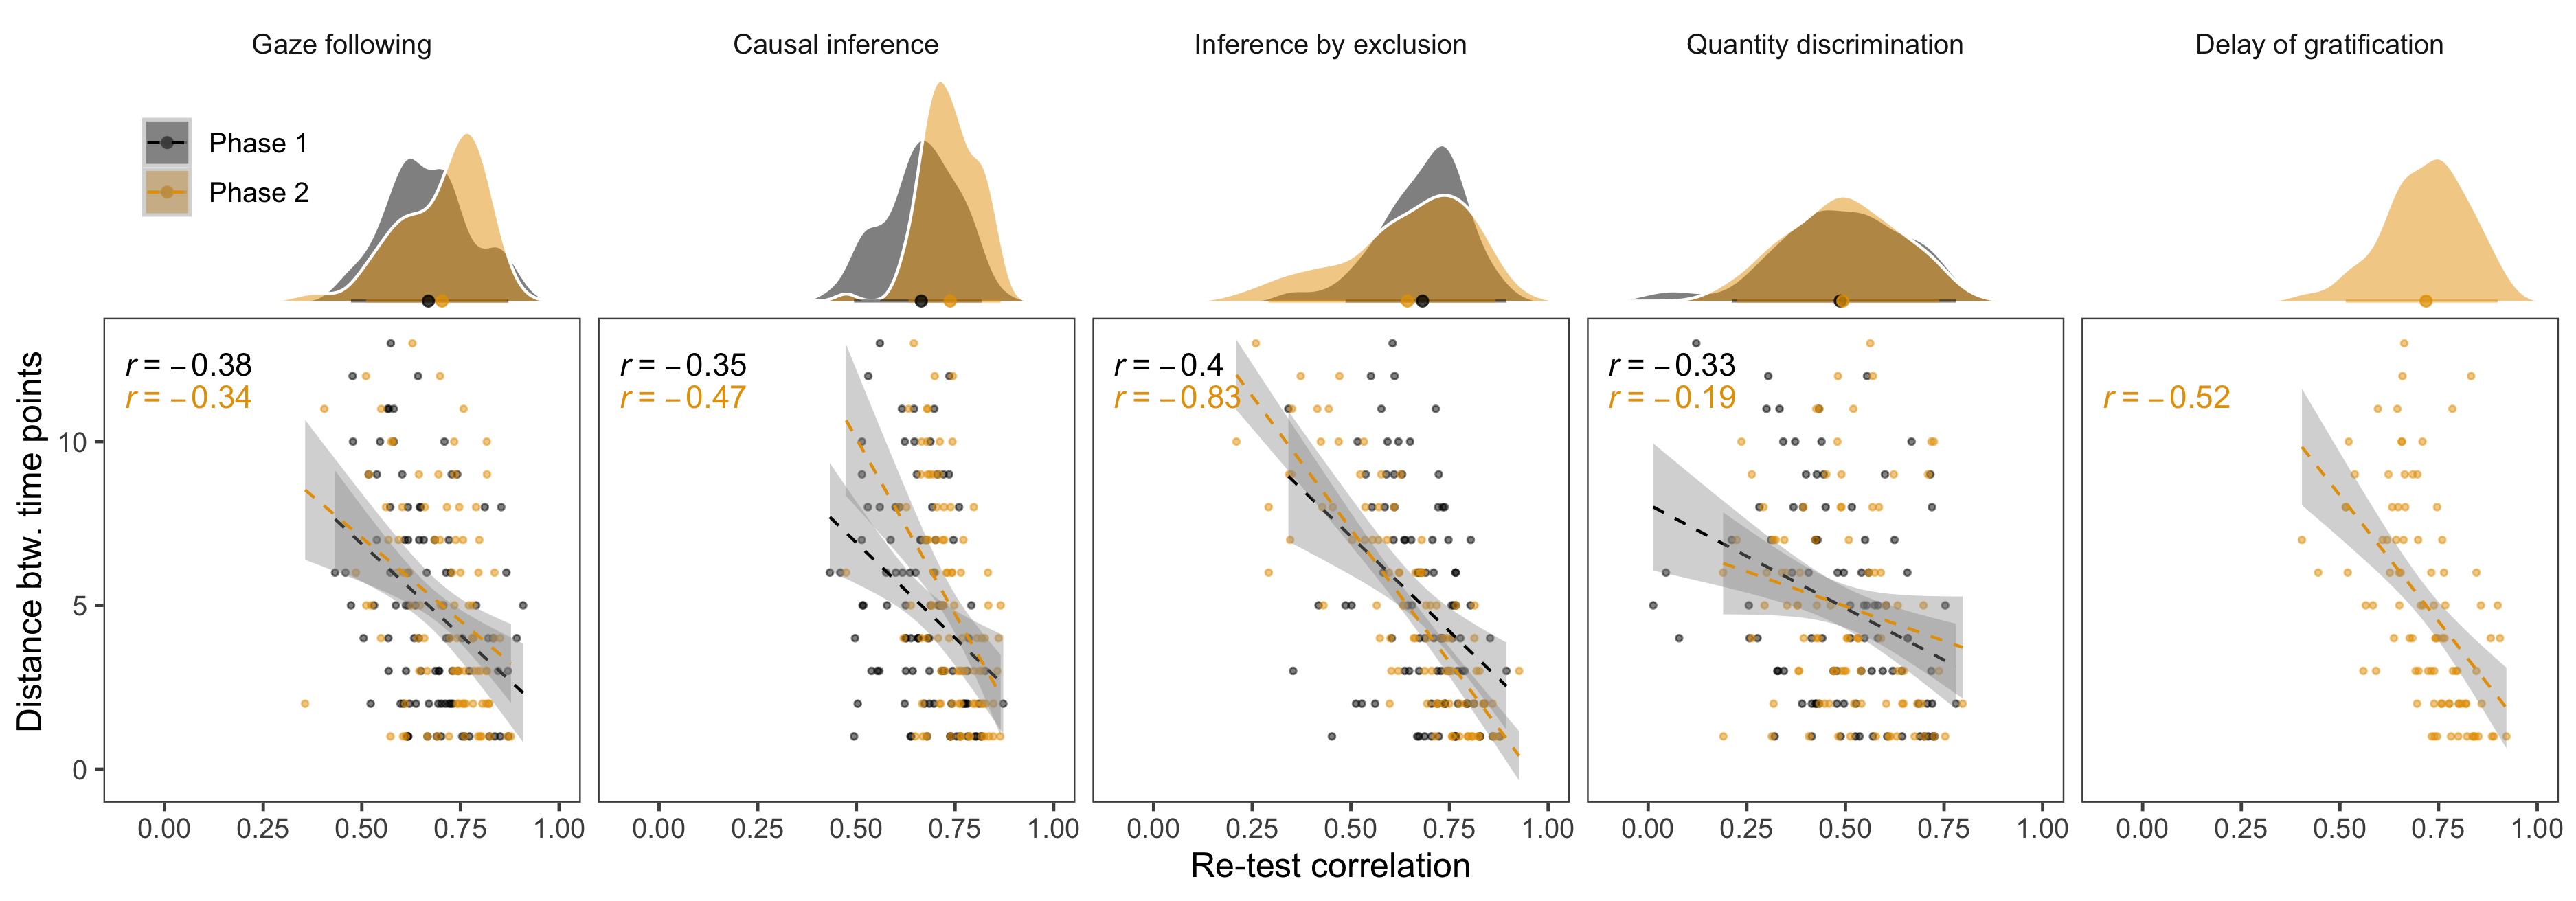 Gaze following
Causal inference
Inference by exclusion
Quantity discrimination
Delay of gratification
Phase 1
Phase 2
Distance btw. time points
10
5
0
r = −0.38
r = −0.34
r = −0.35
r = −0.47
r = −0.4
r = −0.83
r = −0.33
r = −0.19
r = −0.52
0.00 0.25 0.50 0.75 1.00
0.00 0.25 0.50 0.75 1.00
0.00 0.25 0.50 0.75 1.00
0.00 0.25 0.50 0.75 1.00
0.00 0.25 0.50 0.75 1.00
Re-test correlation